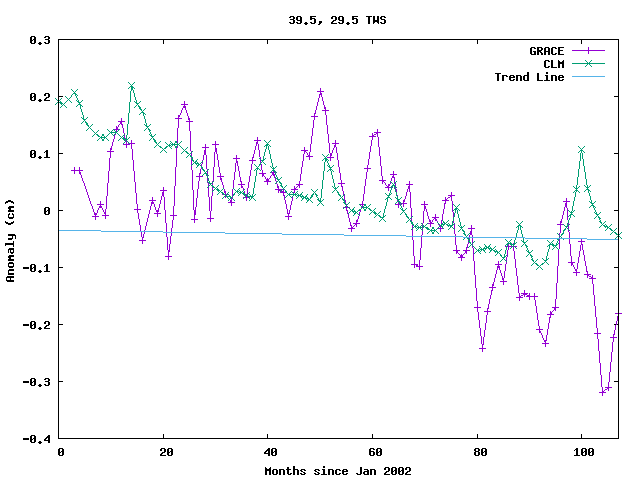 39.5, 29.5 TWS
GRACE
CLM
Trend Line
0.3
0.2
0.1
0
-0.1
-0.2
-0.3
-0.4
Anomaly (cm)
0 20 40 60 80 100
Months since Jan 2002